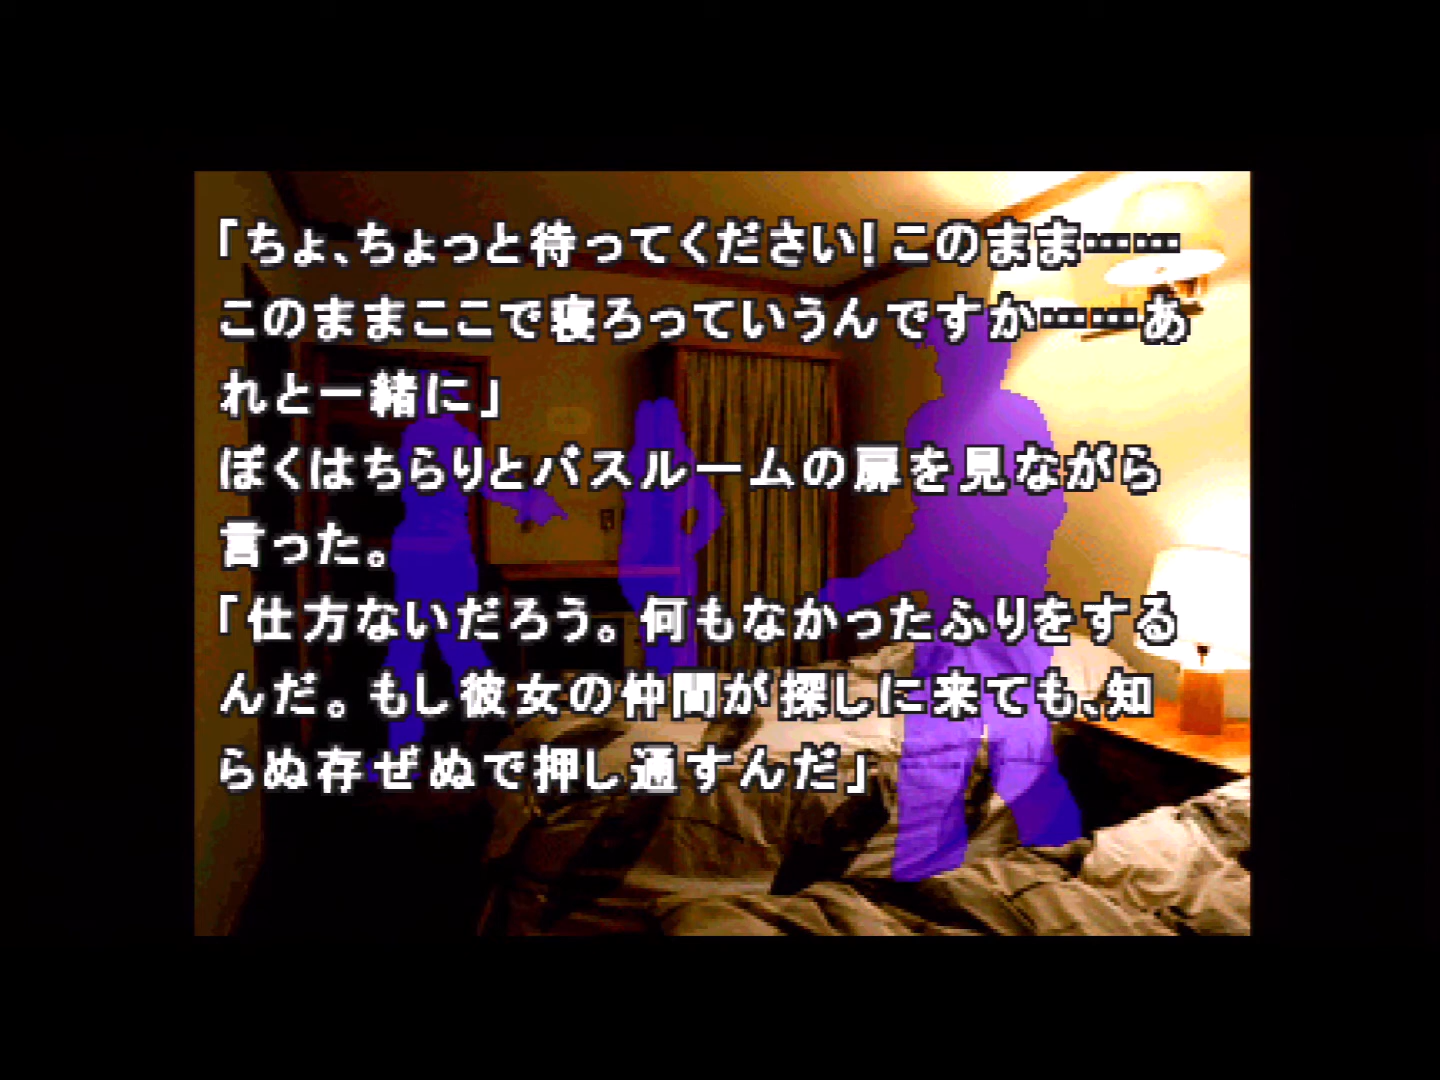 「ちょ、ちょっと待ってください！このまま……
このままここで寝ろっていうんですか……あ
れと一緒に」
ぼくはちらりとバスルームの扉を見ながら
言った。
「仕方ないだろう。何もなかったふりをする
んだ。もし彼女の仲間が探しに来ても、知
らぬ存ぜぬで押し通すんだ」